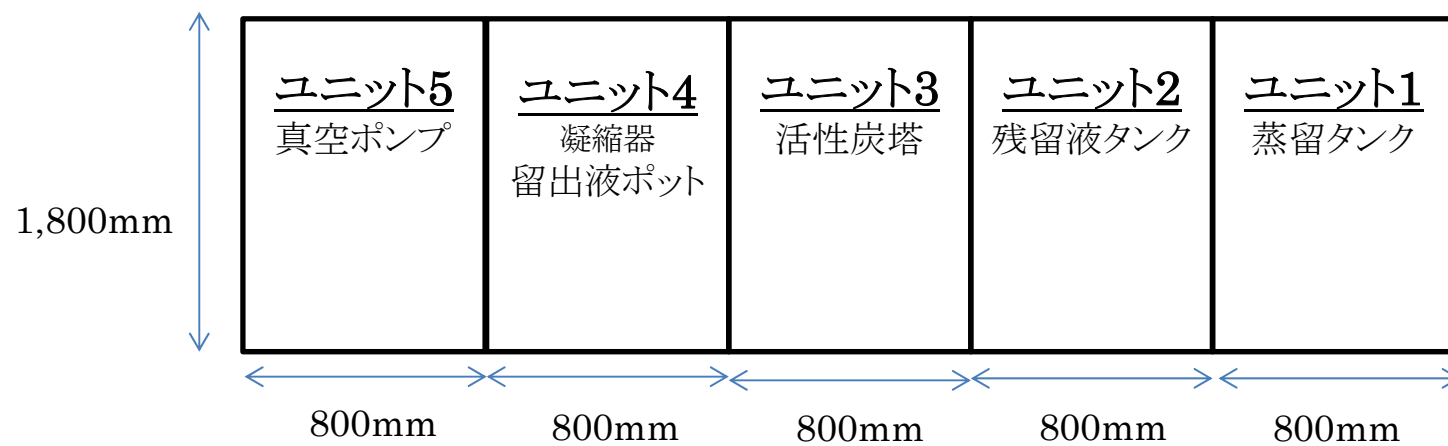 ユニット5
真空ポンプ
ユニット4
凝縮器
留出液ポット
ユニット3
活性炭塔
ユニット2
残留液タンク
ユニット1
蒸留タンク
1,800mm
800mm
800mm
800mm
800mm
800mm